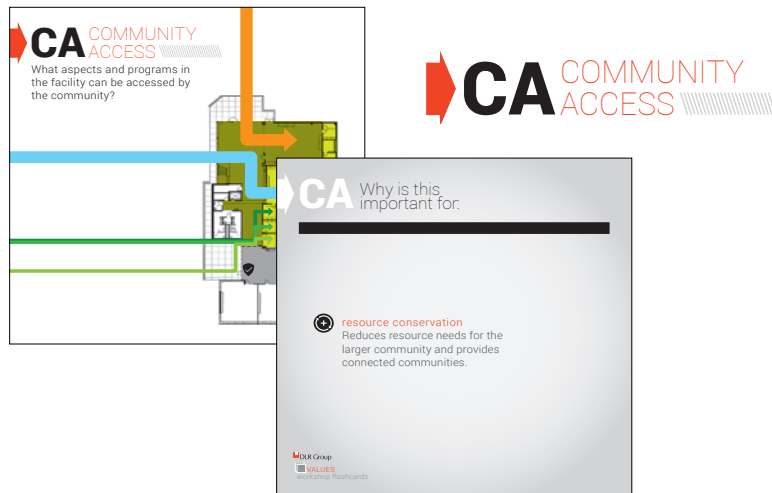 CA COMMUNITY
ACCESS
What aspects and programs in
the facility can be accessed by
the community?
CA COMMUNITY
ACCESS
CA Why is this
important for:
resource conservation
Reduces resource needs for the
larger community and provides
connected communities.
DLR Group
VALUES
workshop flashcards